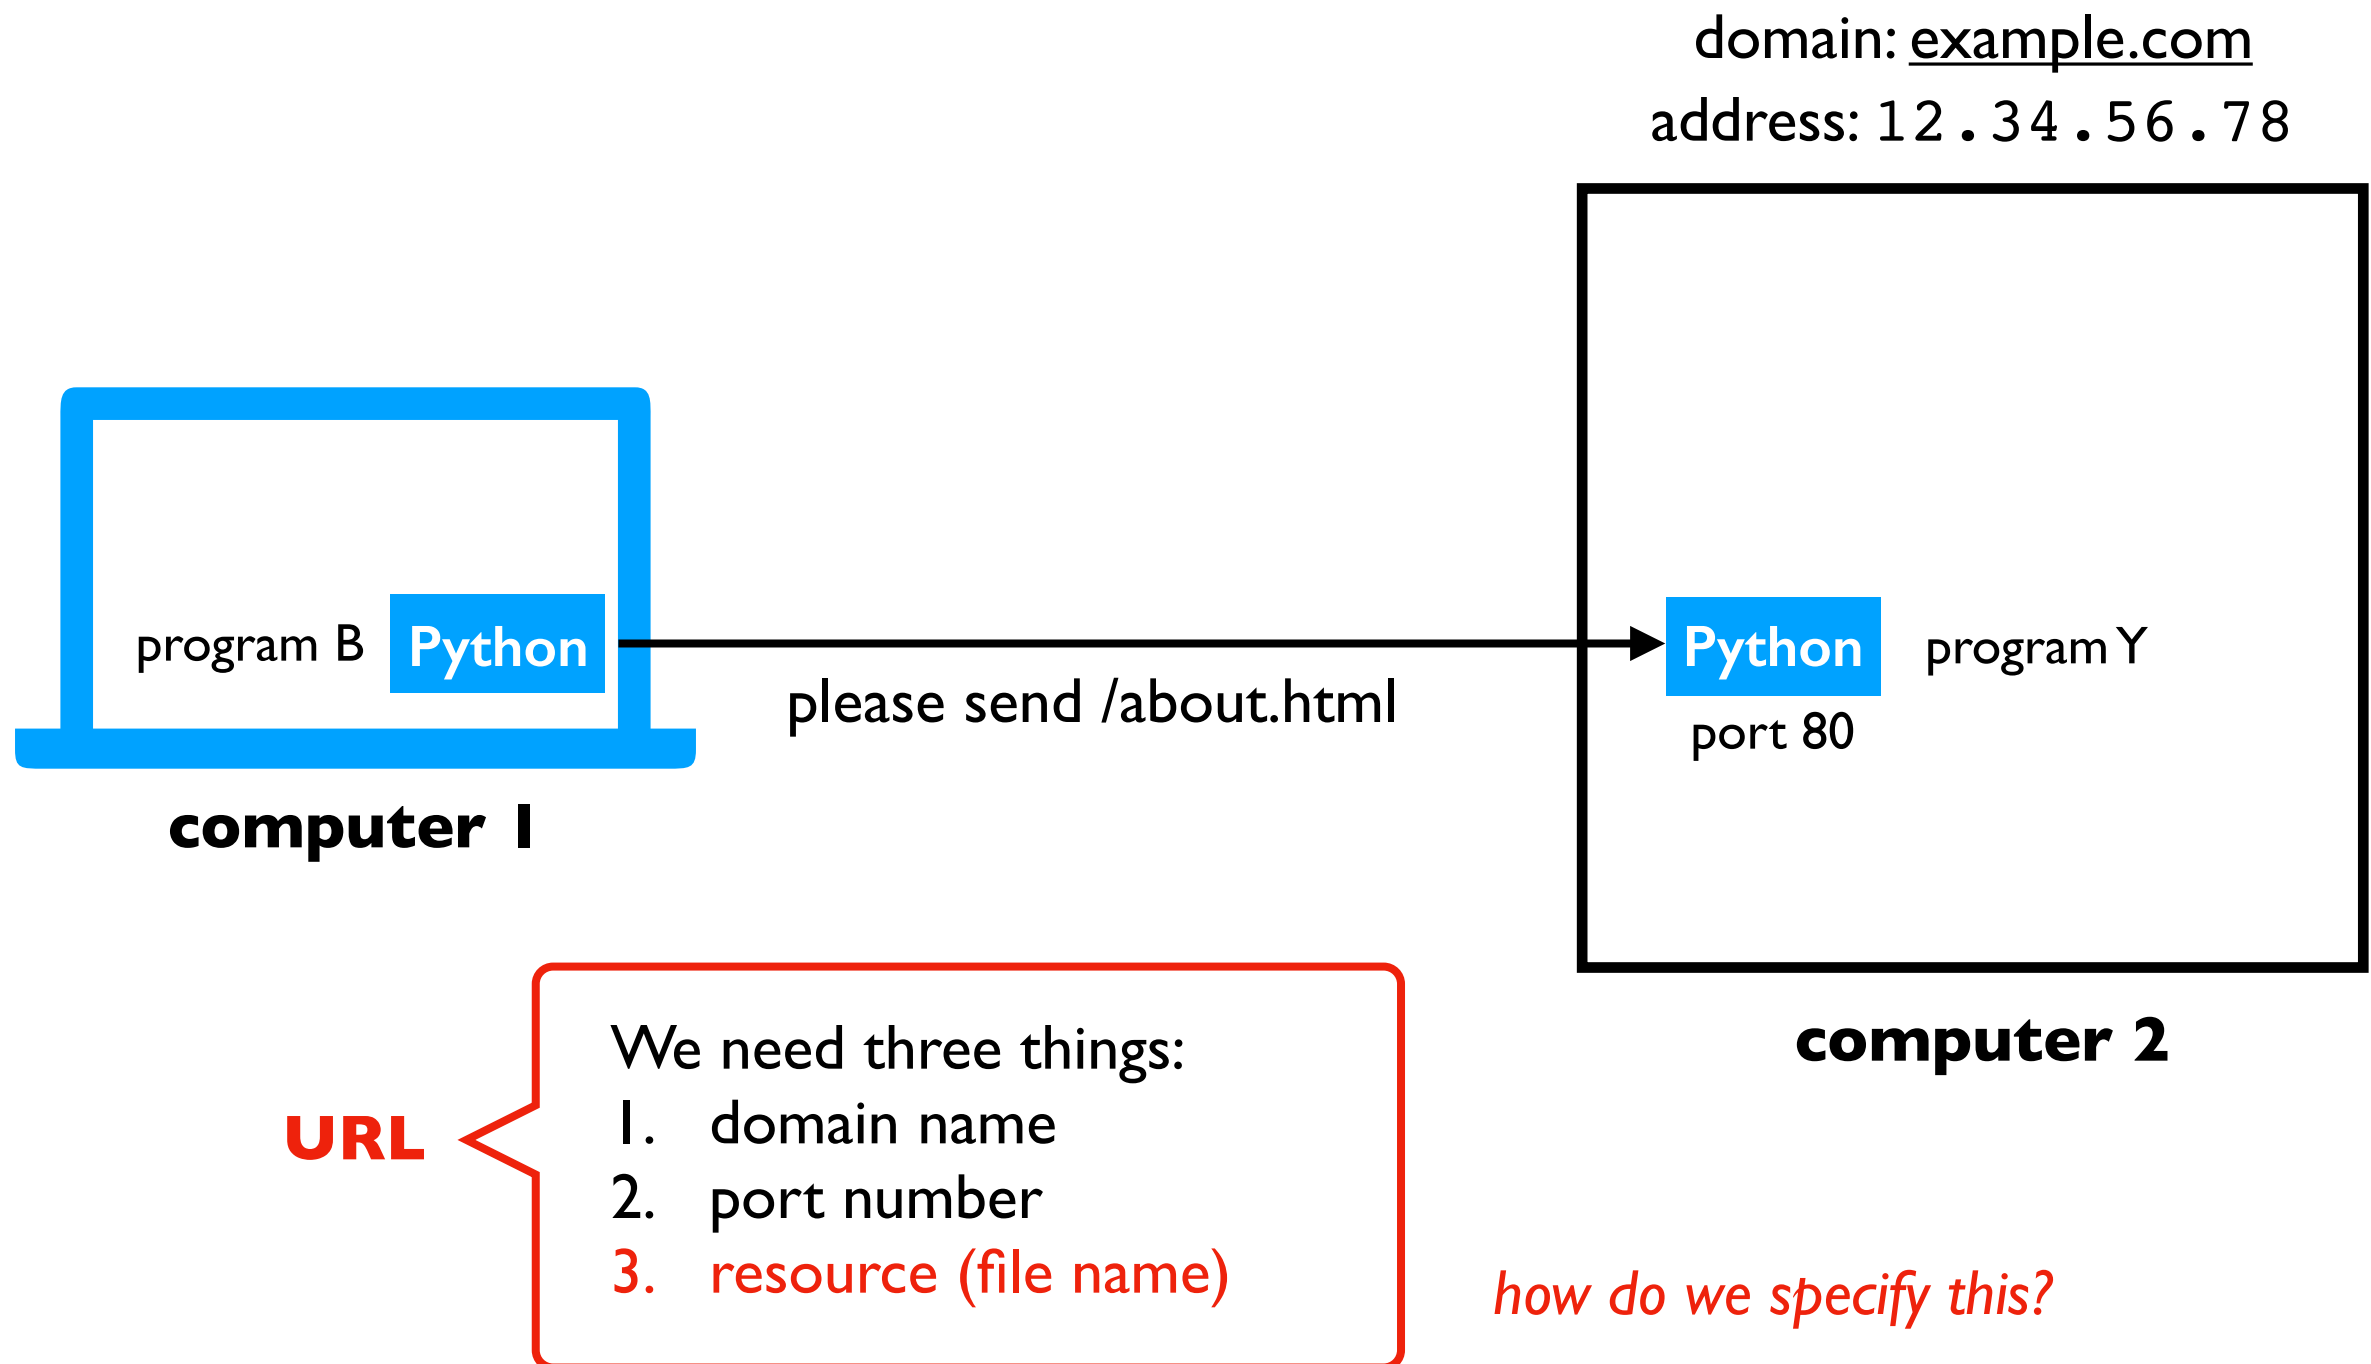 domain: example.com
address: 12.34.56.78
program B
Python
Python
program Y
please send /about.html
port 80
computer 1
computer 2
We need three things:
1. domain name
2. port number
3. resource (file name)
URL
how do we specify this?